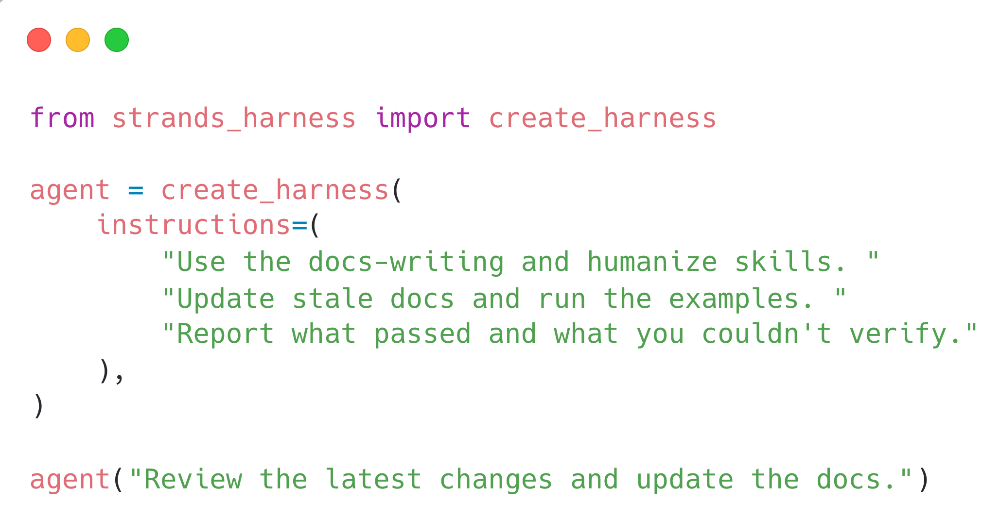 from strands_harness import create_harness

agent = create_harness(
    instructions=(
        "Use the docs-writing and humanize skills. "
        "Update stale docs and run the examples. "
        "Report what passed and what you couldn't verify."
    ),
)

agent("Review the latest changes and update the docs.")